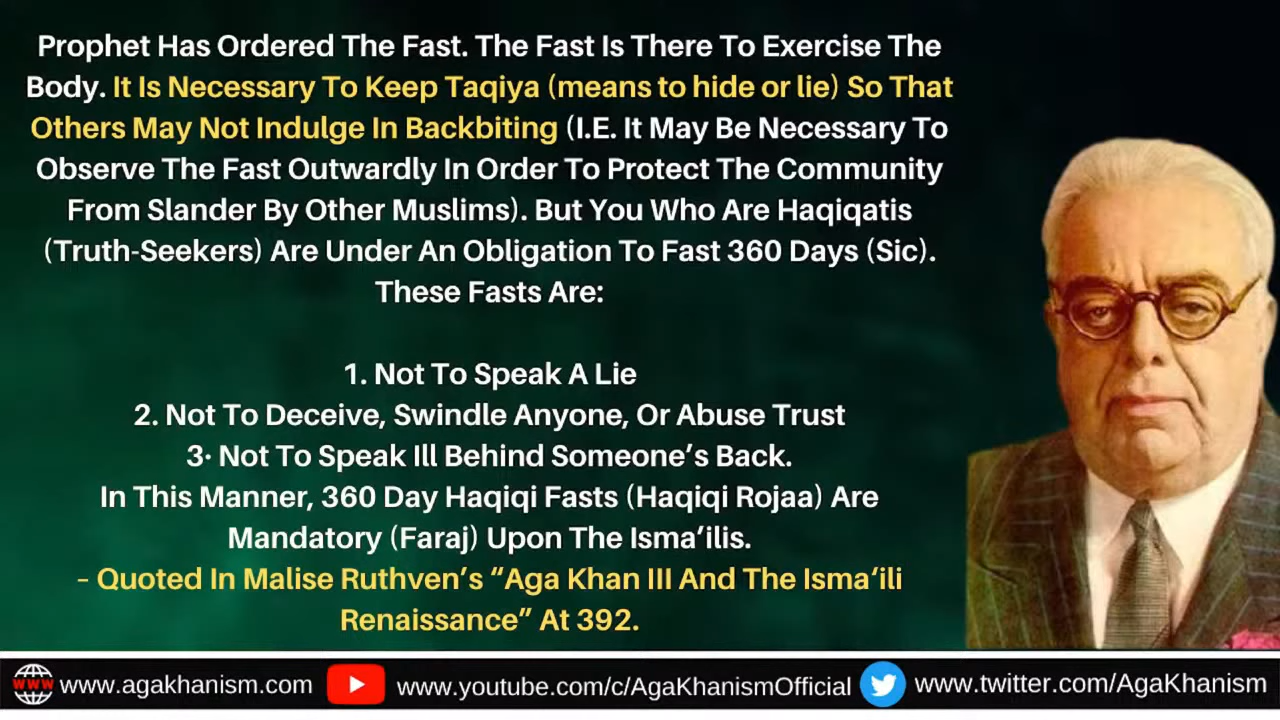 Prophet Has Ordered The Fast. The Fast Is There To Exercise The
Body. It Is Necessary To Keep Taqiya (means to hide or lie) So That
Others May Not Indulge In Backbiting (I.E. It May Be Necessary To
Observe The Fast Outwardly In Order To Protect The Community
From Slander By Other Muslims). But You Who Are Haqiqatis
(Truth-Seekers) Are Under An Obligation To Fast 360 Days (Sic).
These Fasts Are:
1. Not To Speak A Lie
2. Not To Deceive, Swindle Anyone, Or Abuse Trust
3· Not To Speak Ill Behind Someone’s Back.
In This Manner, 360 Day Haqiqi Fasts (Haqiqi Rojaa) Are
Mandatory (Faraj) Upon The Isma’ilis.
– Quoted In Malise Ruthven’s “Aga Khan III And The Isma‘ili
Renaissance” At 392.
WWW www.agakhanism.com www.youtube.com/c/AgaKhanismOfficial www.twitter.com/AgaKhanism